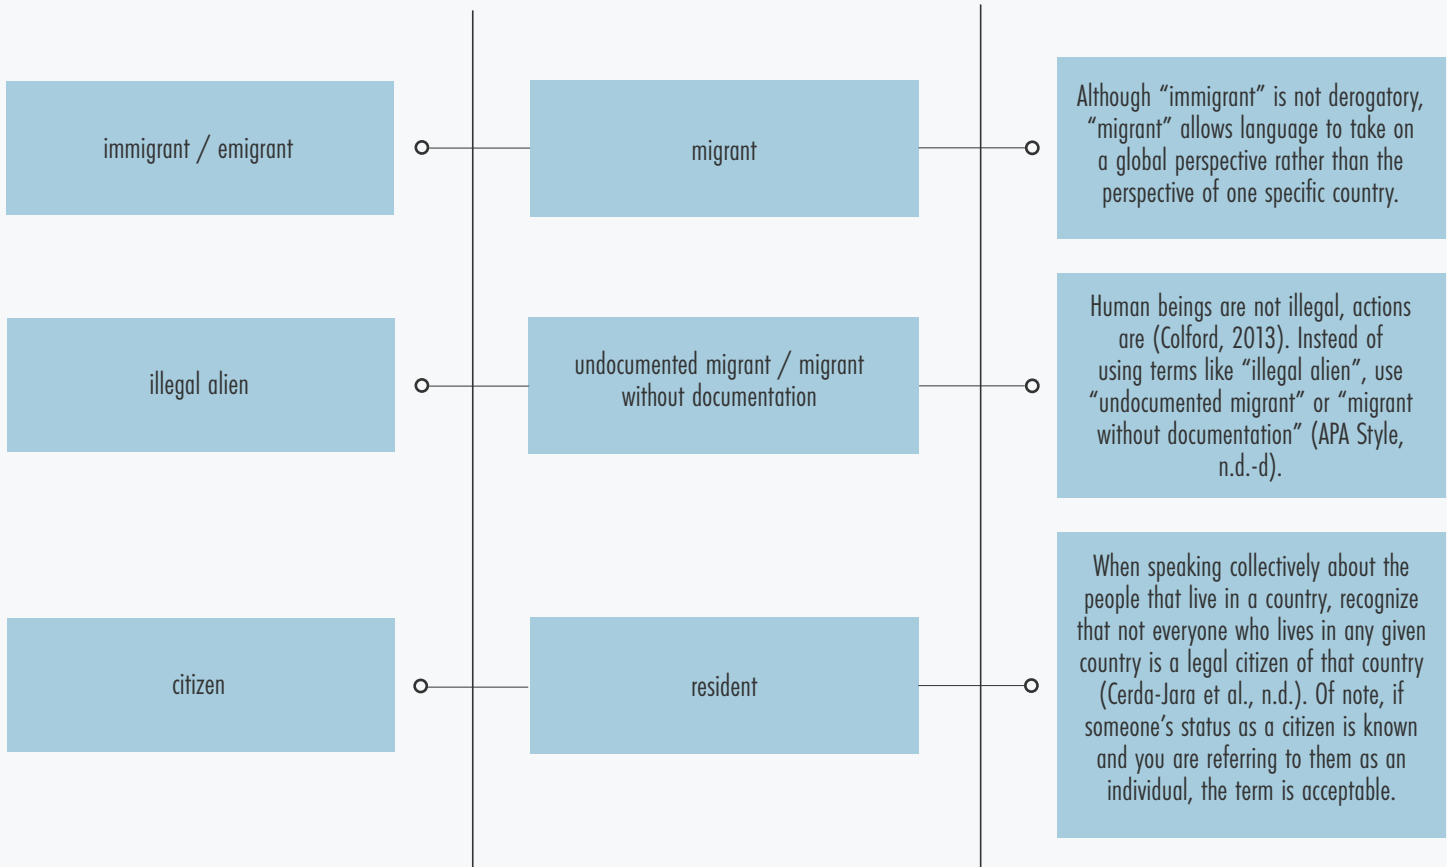 immigrant / emigrant
migrant
Although “immigrant” is not derogatory,
“migrant” allows language to take on
a global perspective rather than the
perspective of one specific country.
illegal alien
undocumented migrant / migrant
without documentation
Human beings are not illegal, actions
are (Colford, 2013). Instead of
using terms like “illegal alien”, use
“undocumented migrant” or “migrant
without documentation” (APA Style,
n.d.-d).
citizen
resident
When speaking collectively about the
people that live in a country, recognize
that not everyone who lives in any given
country is a legal citizen of that country
(Cerda-Jara et al., n.d.). Of note, if
someone’s status as a citizen is known
and you are referring to them as an
individual, the term is acceptable.